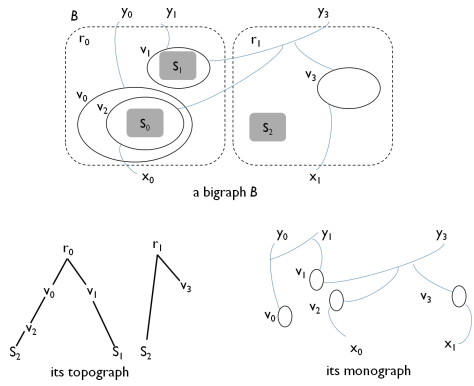 B y₀ y₁ y₃
r₀ r₁
v₁ S₁
v₃
v₀
v₂ S₀ S₂
x₀ x₁
a bigraph B
r₀ r₁ y₀ y₁ y₃
v₀ v₁ v₃ v₁
v₂ v₀ v₂ v₃
S₂ S₁ S₂ x₀ x₁
its topograph its monograph